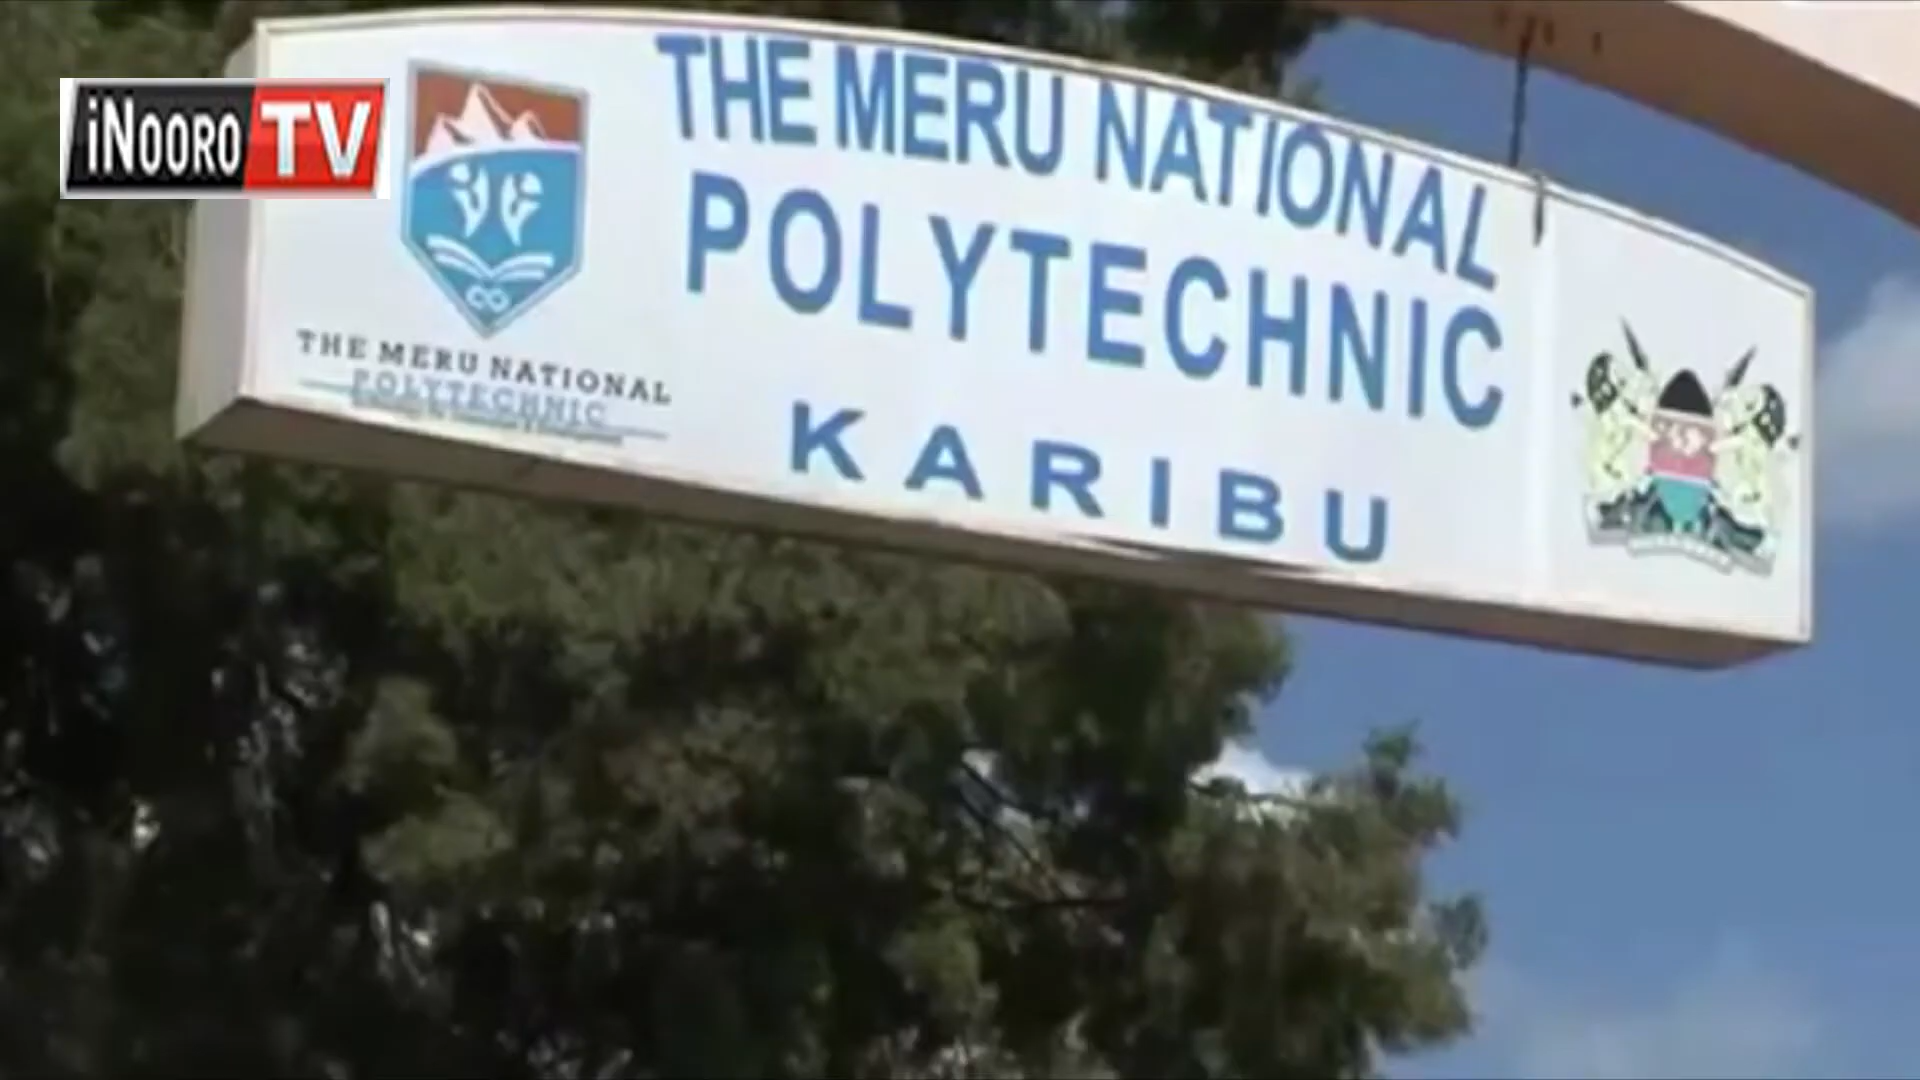 iNOORO TV
THE MERU NATIONAL
POLYTECHNIC
KARIBU
THE MERU NATIONAL
POLYTECHNIC